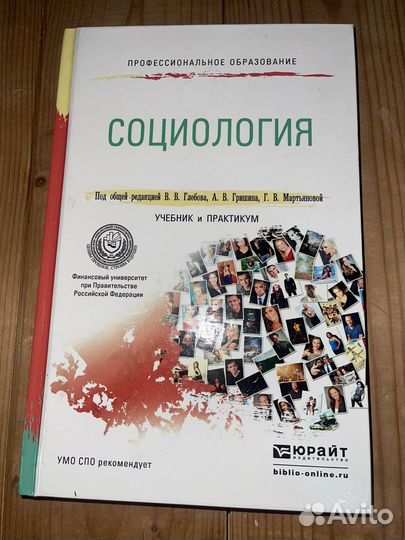 ПРОФЕССИОНАЛЬНОЕ ОБРАЗОВАНИЕ
СОЦИОЛОГИЯ
Под общей редакцией В. В. Глебова, А. В. Гришина, Г. В. Мартьяновой
УЧЕБНИК и ПРАКТИКУМ
Финансовый университет
при Правительстве
Российской Федерации
УМО СПО рекомендует
юрайт
издательство
biblio-online.ru
Avito